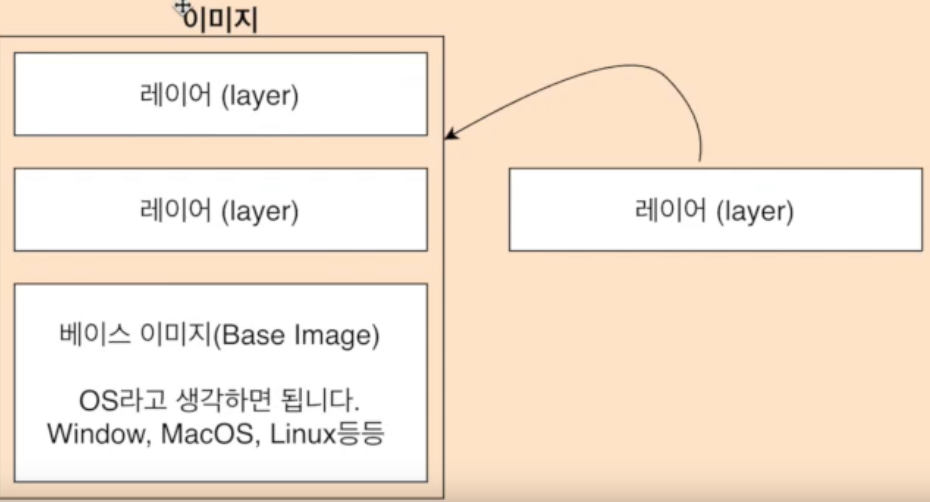 이미지
레이어 (layer)
레이어 (layer)
레이어 (layer)
베이스 이미지(Base Image)
OS라고 생각하면 됩니다.
Window, MacOS, Linux등등